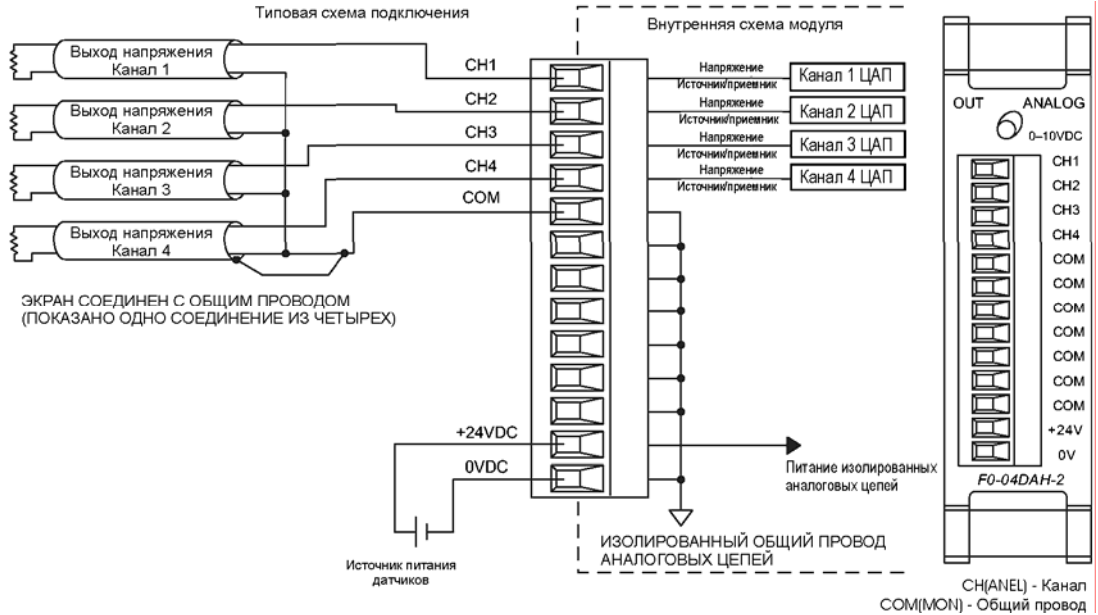 Типовая схема подключения
Внутренняя схема модуля
Выход напряжения
Канал 1
Выход напряжения
Канал 2
Выход напряжения
Канал 3
Выход напряжения
Канал 4
CH1
CH2
CH3
CH4
COM
Напряжение
Источник/приемник
Канал 1 ЦАП
Напряжение
Источник/приемник
Канал 2 ЦАП
Напряжение
Источник/приемник
Канал 3 ЦАП
Напряжение
Источник/приемник
Канал 4 ЦАП
ЭКРАН СОЕДИНЕН С ОБЩИМ ПРОВОДОМ
(ПОКАЗАНО ОДНО СОЕДИНЕНИЕ ИЗ ЧЕТЫРЕХ)
+24VDC
0VDC
Источник питания
датчиков
Питание изолированных
аналоговых цепей
ИЗОЛИРОВАННЫЙ ОБЩИЙ ПРОВОД
АНАЛОГОВЫХ ЦЕПЕЙ
OUT ANALOG
0–10VDC
CH1
CH2
CH3
CH4
COM
COM
COM
COM
COM
COM
COM
+24V
0V
F0-04DAH-2
CH(ANEL) - Канал
COM(MON) - Общий провод